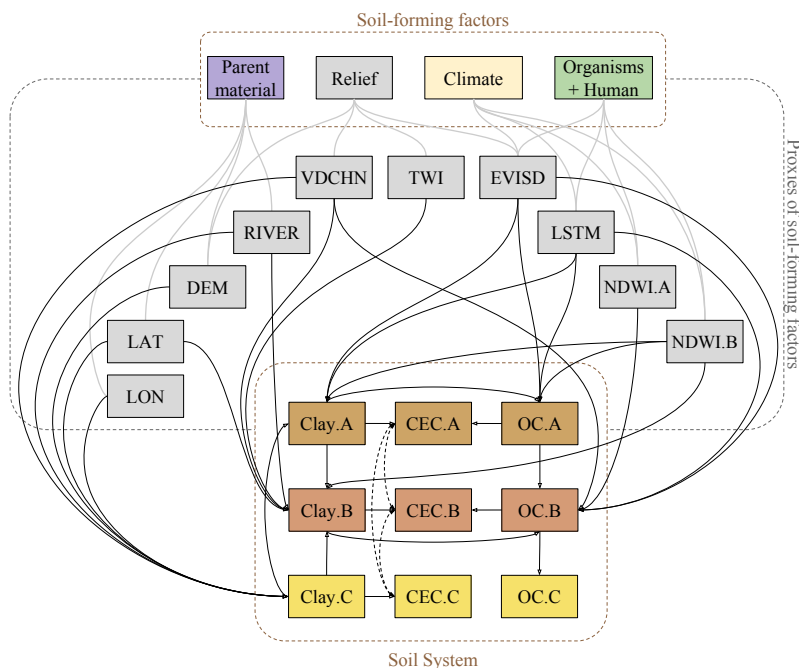 Soil-forming factors
Parent
material
Relief
Climate
Organisms
+ Human
Proxies of soil-forming factors
VDCHN
TWI
EVISD
RIVER
LSTM
DEM
NDWI.A
LAT
NDWI.B
LON
Clay.A
CEC.A
OC.A
Clay.B
CEC.B
OC.B
Clay.C
CEC.C
OC.C
Soil System